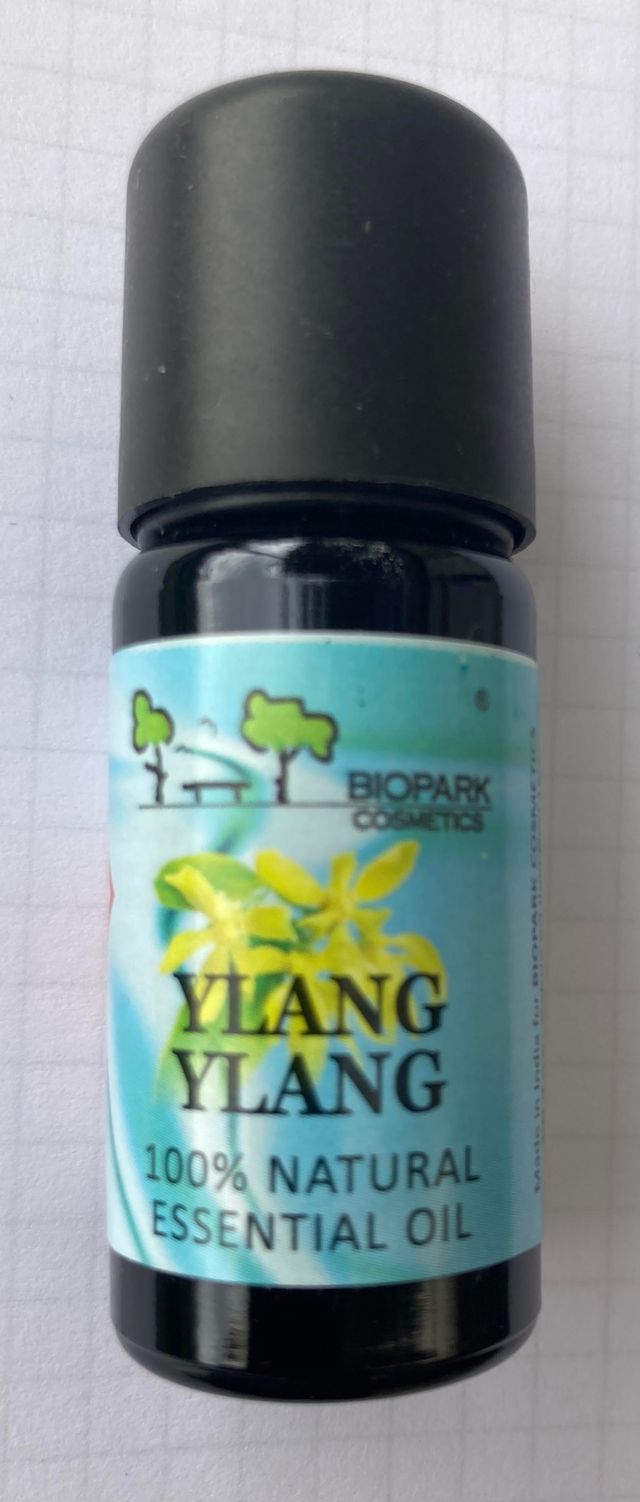 ®
BIOPARK
COSMETICS
YLANG
YLANG
100% NATURAL
ESSENTIAL OIL
Made in India for BIOPARK COSMETICS